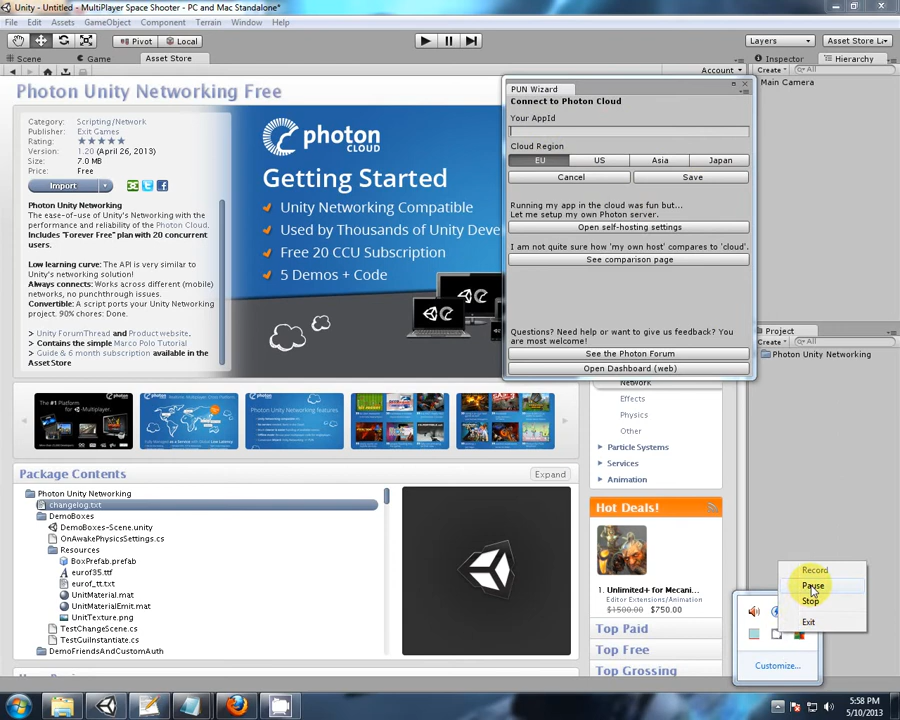 Unity - Untitled - MultiPlayer Space Shooter - PC and Mac Standalone*
File Edit Assets GameObject Component Terrain Window Help
Pivot Local
Layers
Asset Store L
Scene Game Asset Store
Account
Photon Unity Networking Free
Category: Scripting/Network
Publisher: Exit Games
Rating:
Version: 1.20 (April 26, 2013)
Size: 7.0 MB
Price: Free
Import
Photon Unity Networking
The ease-of-use of Unity's Networking with the
performance and reliability of the Photon Cloud.
Includes "Forever Free" plan with 20 concurrent
users.
Low learning curve: The API is very similar to
Unity's networking solution!
Always connects: Works across different (mobile)
networks, no punchthrough issues.
Convertible: A script ports your Unity Networking
project. 90% chores: Done.
> Unity ForumThread and Product website.
> Contains the simple Marco Polo Tutorial
> Guide & 6 month subscription available in the
Asset Store
photon
CLOUD
Getting Started
Unity Networking Compatible
Used by Thousands of Unity Deve
Free 20 CCU Subscription
5 Demos + Code
PUN Wizard
Connect to Photon Cloud
Your AppId
Cloud Region
EU US Asia Japan
Cancel Save
Running my app in the cloud was fun but...
Let me setup my own Photon server.
Open self-hosting settings
I am not quite sure how 'my own host' compares to 'cloud'.
See comparison page
Questions? Need help or want to give us feedback? You
are most welcome!
See the Photon Forum
Open Dashboard (web)
Inspector Hierarchy
Create All
Main Camera
Project
Create All
Photon Unity Networking
Package Contents
Expand
Photon Unity Networking
changelog.txt
DemoBoxes
DemoBoxes-Scene.unity
OnAwakePhysicsSettings.cs
Resources
BoxPrefab.prefab
eurof35.ttf
eurof_tt.txt
UnitMaterial.mat
UnitMaterialEmit.mat
UnitTexture.png
TestChangeScene.cs
TestGuiInstantiate.cs
DemoFriendsAndCustomAuth
Network
Effects
Physics
Other
Particle Systems
Services
Animation
Hot Deals!
1. Unlimited+ for Mecani...
Editor Extensions/Animation
$1500.00 $750.00
Top Paid
Top Free
Top Grossing
Record
Pause
Stop
Exit
Customize...
5:58 PM
5/10/2013